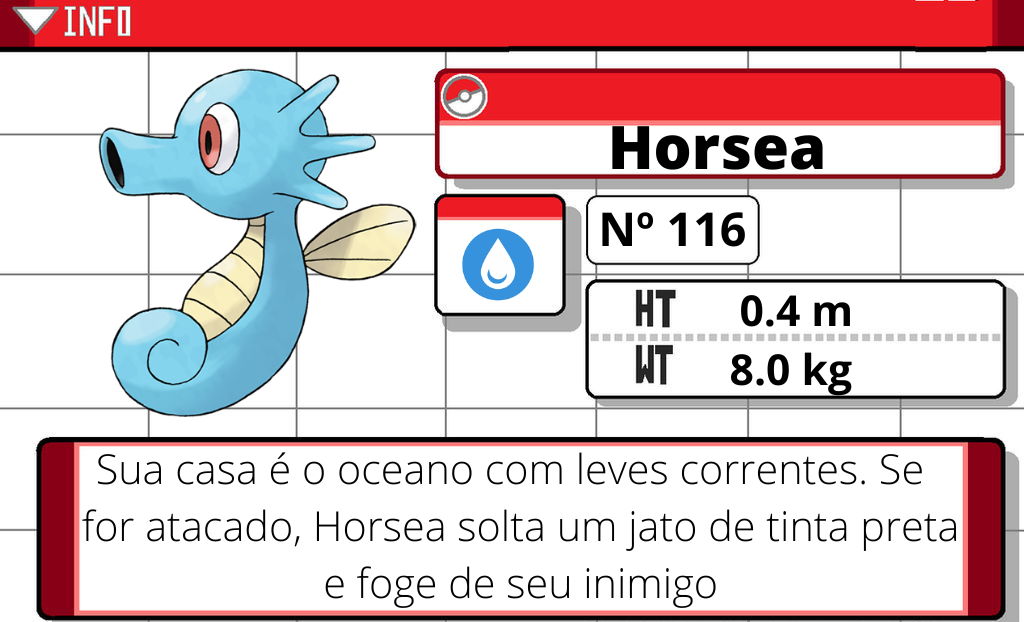 INFO
Horsea
Nº 116
HT 0.4 m
WT 8.0 kg
Sua casa é o oceano com leves correntes. Se
for atacado, Horsea solta um jato de tinta preta
e foge de seu inimigo